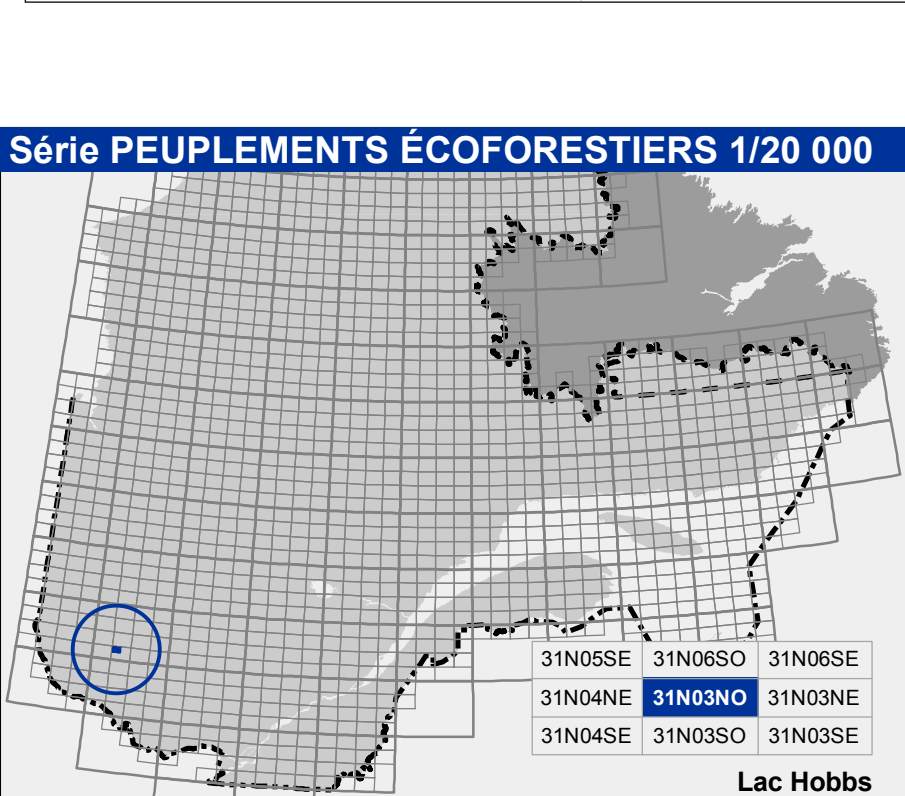 Série PEUPLEMENTS ÉCOFORESTIERS 1/20 000
31N05SE 31N06SO 31N06SE
31N04NE 31N03NO 31N03NE
31N04SE 31N03SO 31N03SE
Lac Hobbs